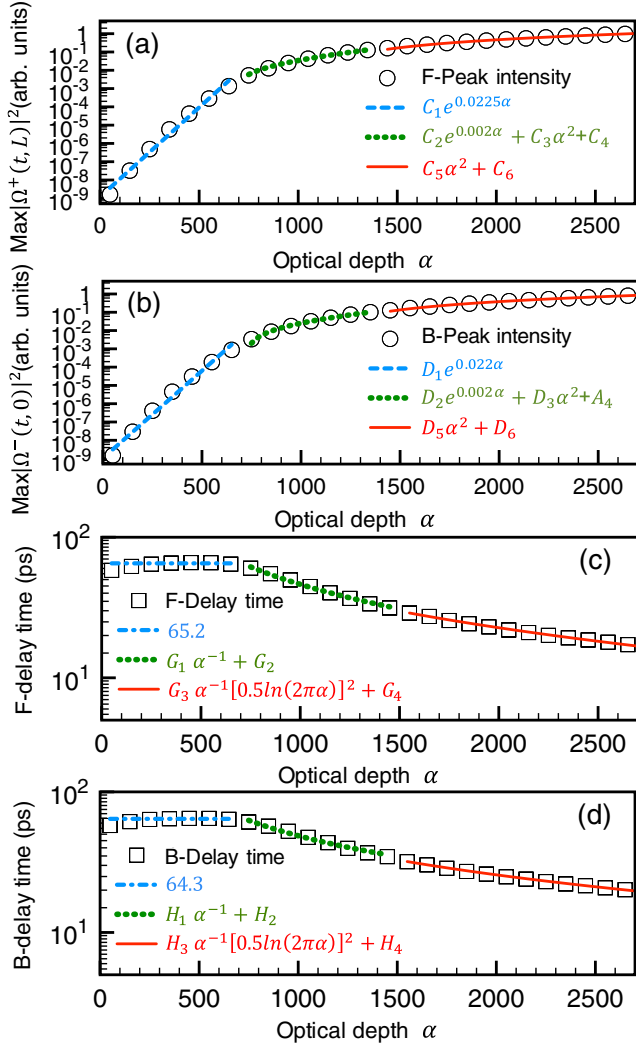 Max|Ω⁺(t, L)|²(arb. units)
1
10⁻¹
10⁻²
10⁻³
10⁻⁴
10⁻⁵
10⁻⁶
10⁻⁷
10⁻⁸
10⁻⁹
(a)
F-Peak intensity
C₁e^0.0225α
C₂e^0.002α + C₃α²+C₄
C₅α² + C₆
0 500 1000 1500 2000 2500
Optical depth α
Max|Ω⁻(t, 0)|²(arb. units)
1
10⁻¹
10⁻²
10⁻³
10⁻⁴
10⁻⁵
10⁻⁶
10⁻⁷
10⁻⁸
10⁻⁹
(b)
B-Peak intensity
D₁e^0.022α
D₂e^0.002α + D₃α²+A₄
D₅α² + D₆
0 500 1000 1500 2000 2500
Optical depth α
F-delay time (ps)
10²
10¹
(c)
F-Delay time
65.2
G₁ α⁻¹ + G₂
G₃ α⁻¹[0.5ln(2πα)]² + G₄
0 500 1000 1500 2000 2500
Optical depth α
B-delay time (ps)
10²
10¹
(d)
B-Delay time
64.3
H₁ α⁻¹ + H₂
H₃ α⁻¹[0.5ln(2πα)]² + H₄
0 500 1000 1500 2000 2500
Optical depth α